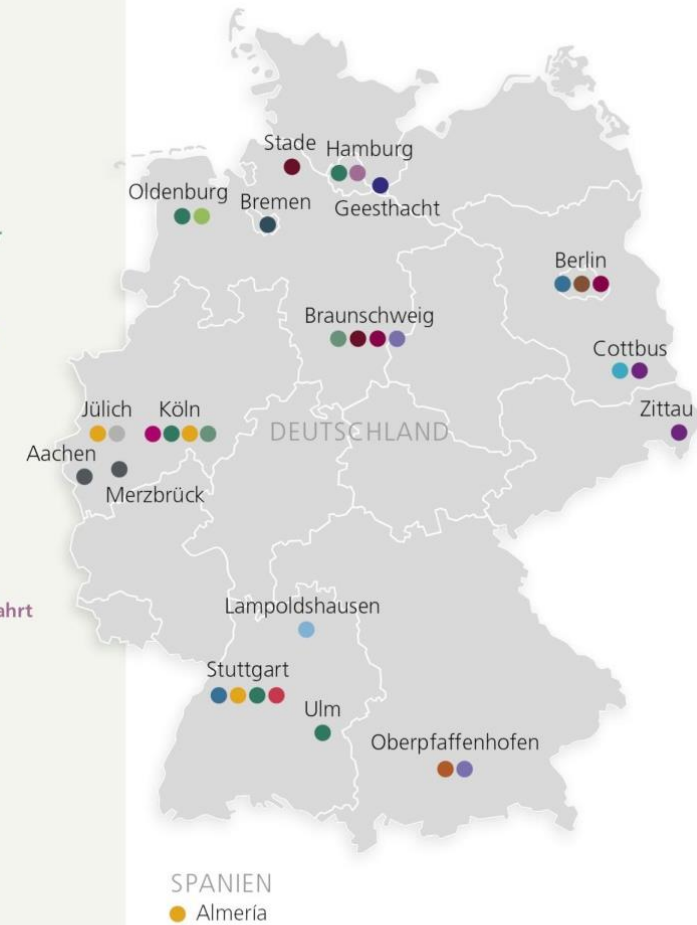 Stade
Hamburg
Oldenburg
Bremen
Geesthacht
Berlin
Braunschweig
Cottbus
Jülich
Köln
Zittau
DEUTSCHLAND
Aachen
Merzbrück
ahrt
Lampoldshausen
Stuttgart
Ulm
Oberpfaffenhofen
SPANIEN
Almería